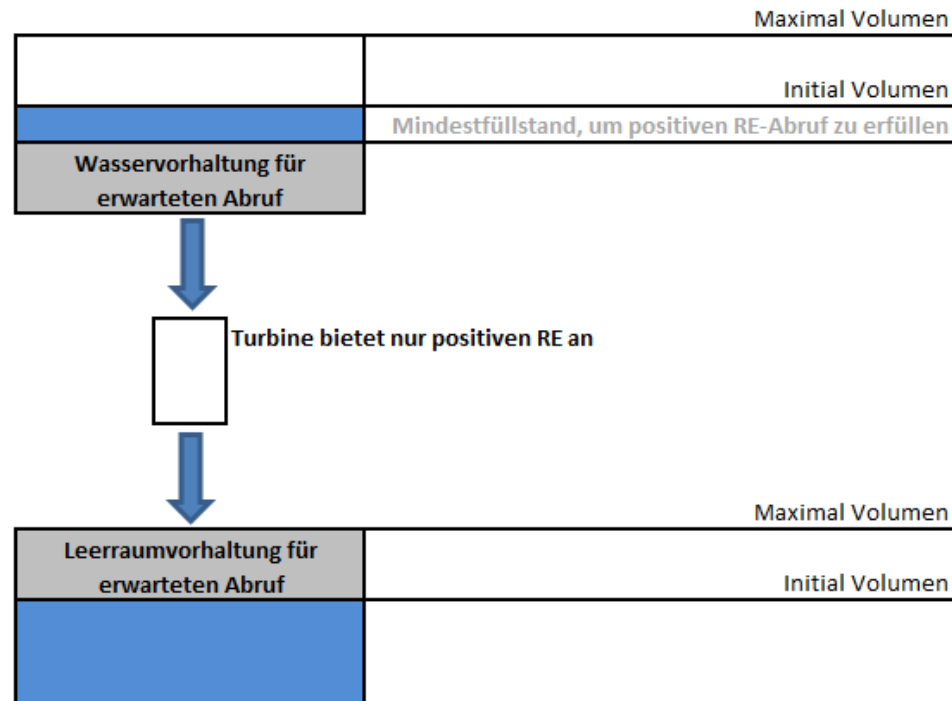 Maximal Volumen
Initial Volumen
Mindestfüllstand, um positiven RE-Abruf zu erfüllen
Wasservorhaltung für
erwarteten Abruf
Turbine bietet nur positiven RE an
Maximal Volumen
Leerraumvorhaltung für
erwarteten Abruf
Initial Volumen